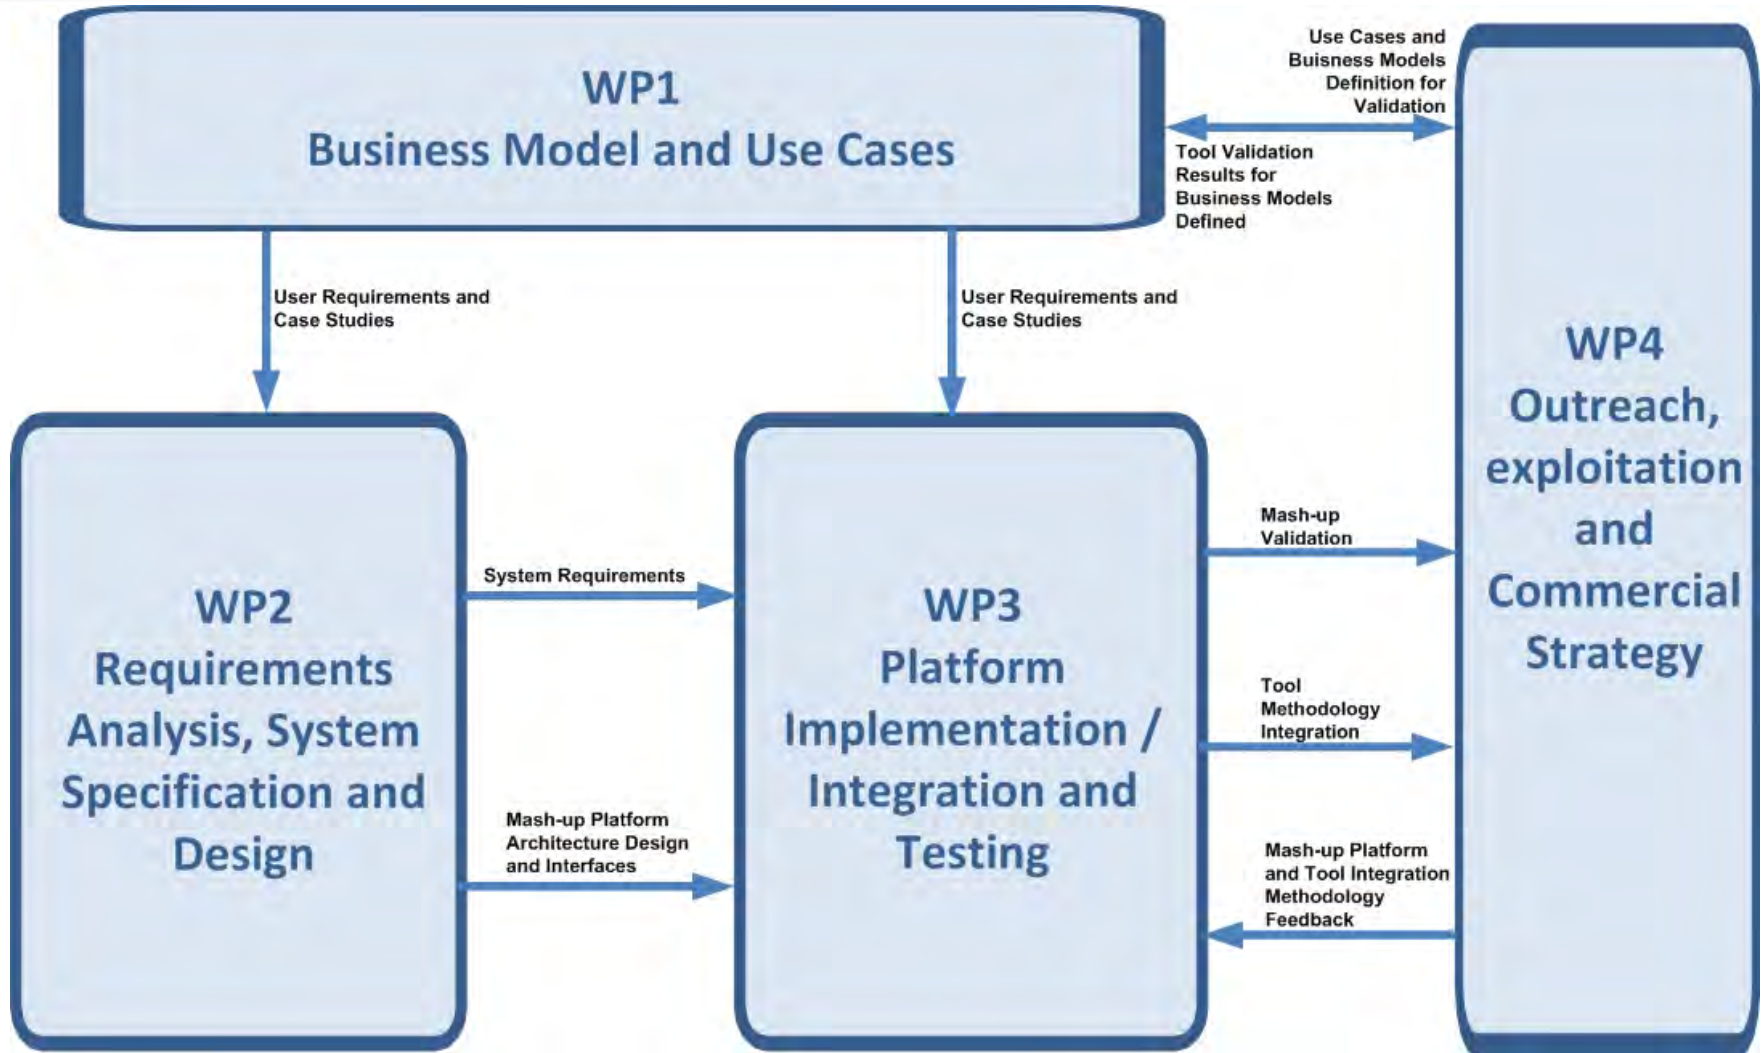 WP1
Business Model and Use Cases
Use Cases and
Buisness Models
Definition for
Validation
Tool Validation
Results for
Business Models
Defined
User Requirements and
Case Studies
User Requirements and
Case Studies
WP2
Requirements
Analysis, System
Specification and
Design
System Requirements
Mash-up Platform
Architecture Design
and Interfaces
WP3
Platform
Implementation /
Integration and
Testing
Mash-up
Validation
Tool
Methodology
Integration
Mash-up Platform
and Tool Integration
Methodology
Feedback
WP4
Outreach,
exploitation
and
Commercial
Strategy